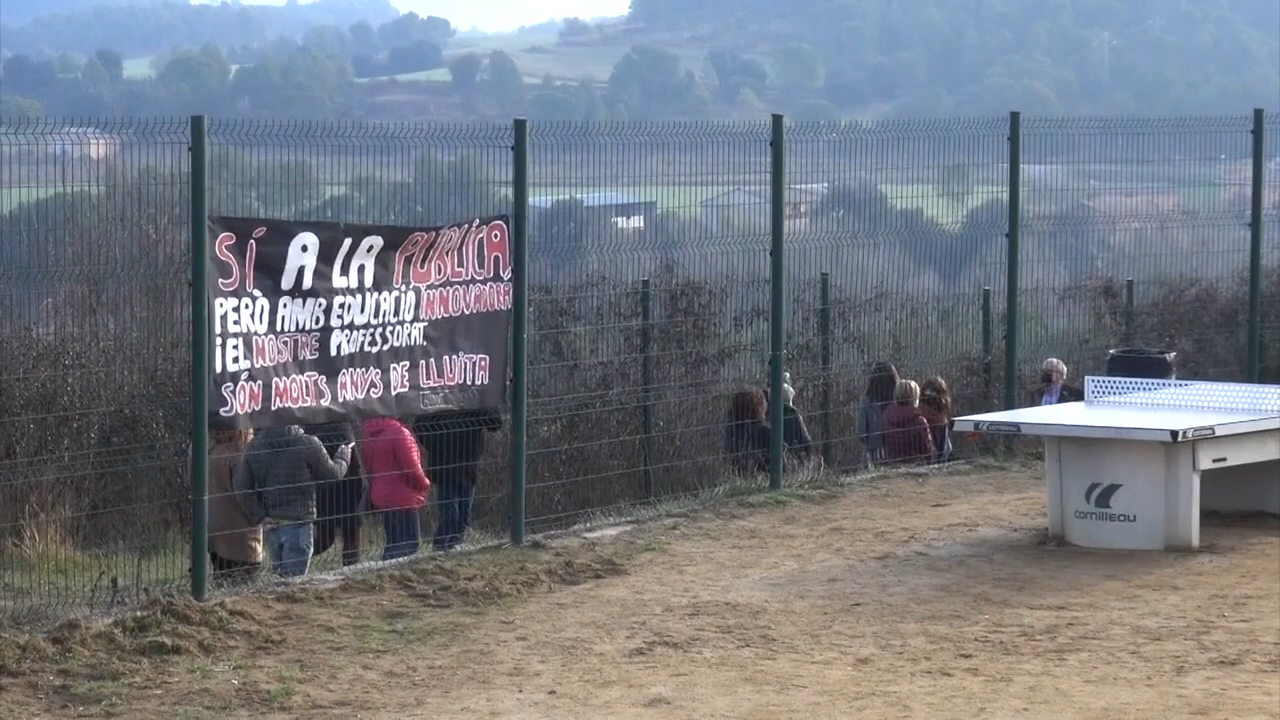 SÍ A LA PÚBLICA,
PERÒ AMB EDUCACIÓ INNOVADORA
i EL NOSTRE PROFESSORAT.
SÓN MOLTS ANYS DE LLUITA
cornilleau